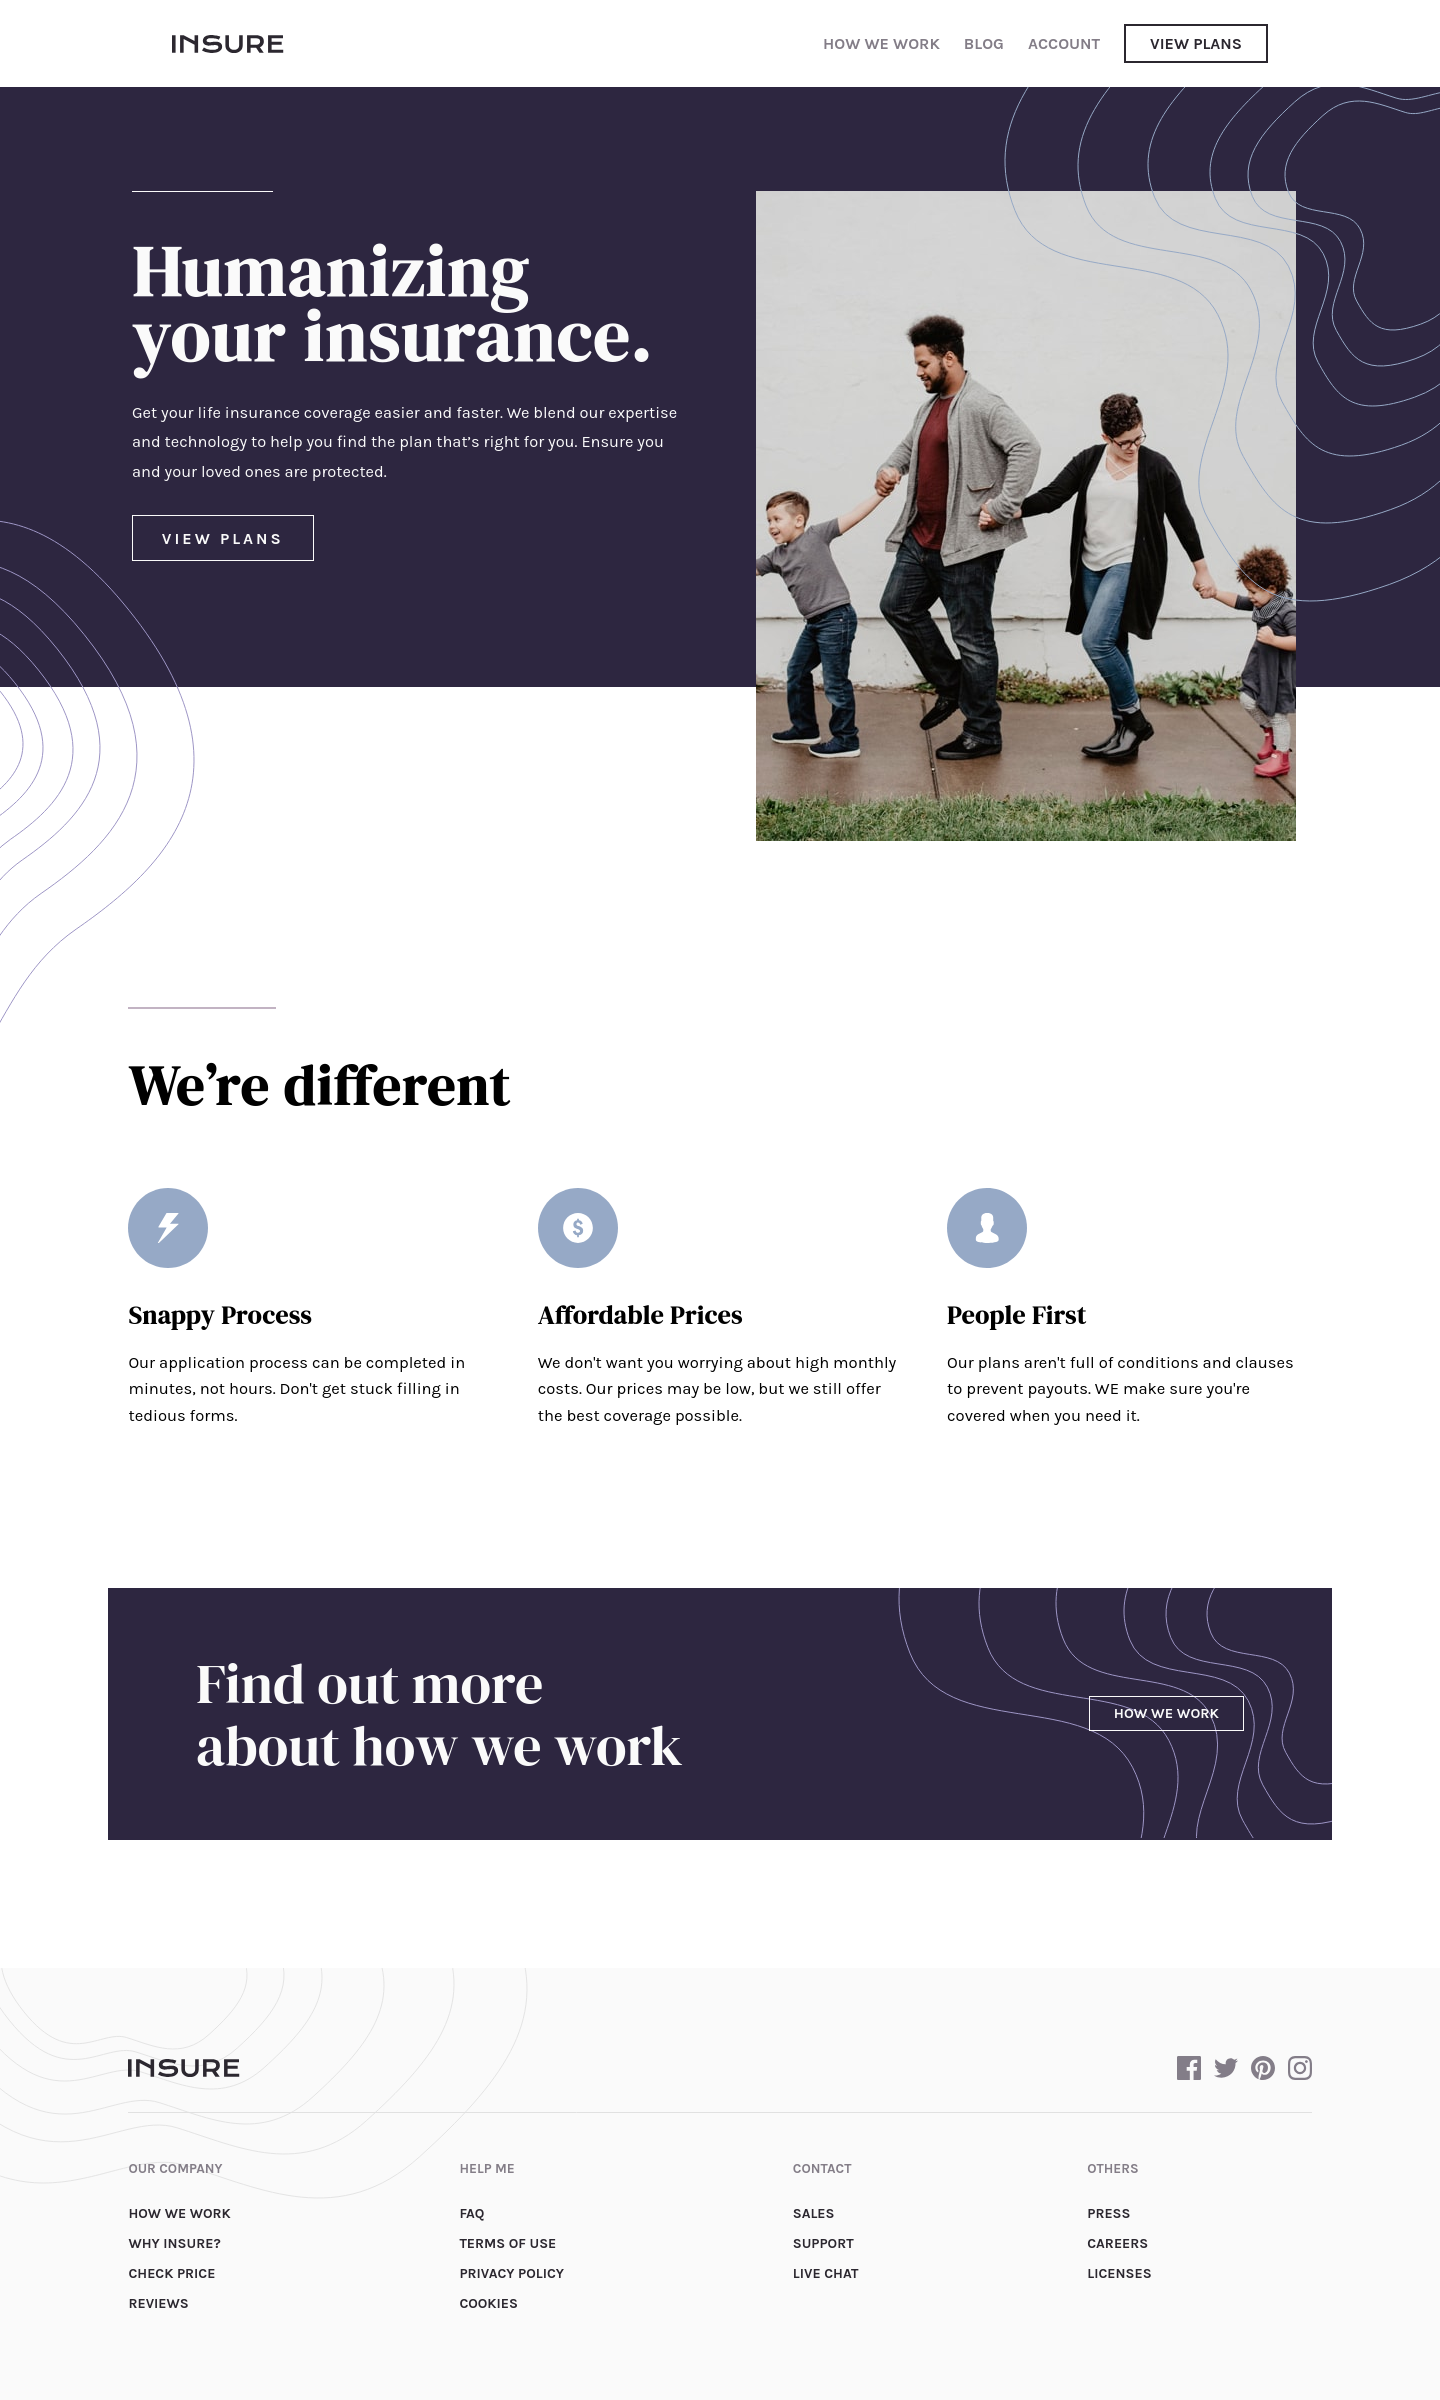 INSURE
HOW WE WORK BLOG ACCOUNT VIEW PLANS
Humanizing
your insurance.
Get your life insurance coverage easier and faster. We blend our expertise
and technology to help you find the plan that’s right for you. Ensure you
and your loved ones are protected.
VIEW PLANS
We’re different
Snappy Process
Our application process can be completed in
minutes, not hours. Don't get stuck filling in
tedious forms.
Affordable Prices
We don't want you worrying about high monthly
costs. Our prices may be low, but we still offer
the best coverage possible.
People First
Our plans aren't full of conditions and clauses
to prevent payouts. WE make sure you're
covered when you need it.
Find out more
about how we work
HOW WE WORK
INSURE
OUR COMPANY
HOW WE WORK
WHY INSURE?
CHECK PRICE
REVIEWS
HELP ME
FAQ
TERMS OF USE
PRIVACY POLICY
COOKIES
CONTACT
SALES
SUPPORT
LIVE CHAT
OTHERS
PRESS
CAREERS
LICENSES